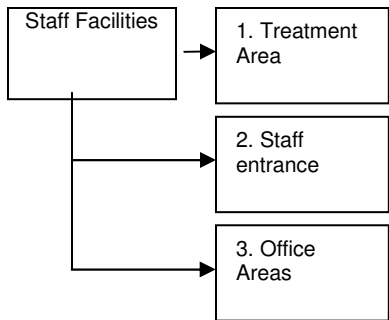 Staff Facilities
1. Treatment
Area
2. Staff
entrance
3. Office
Areas